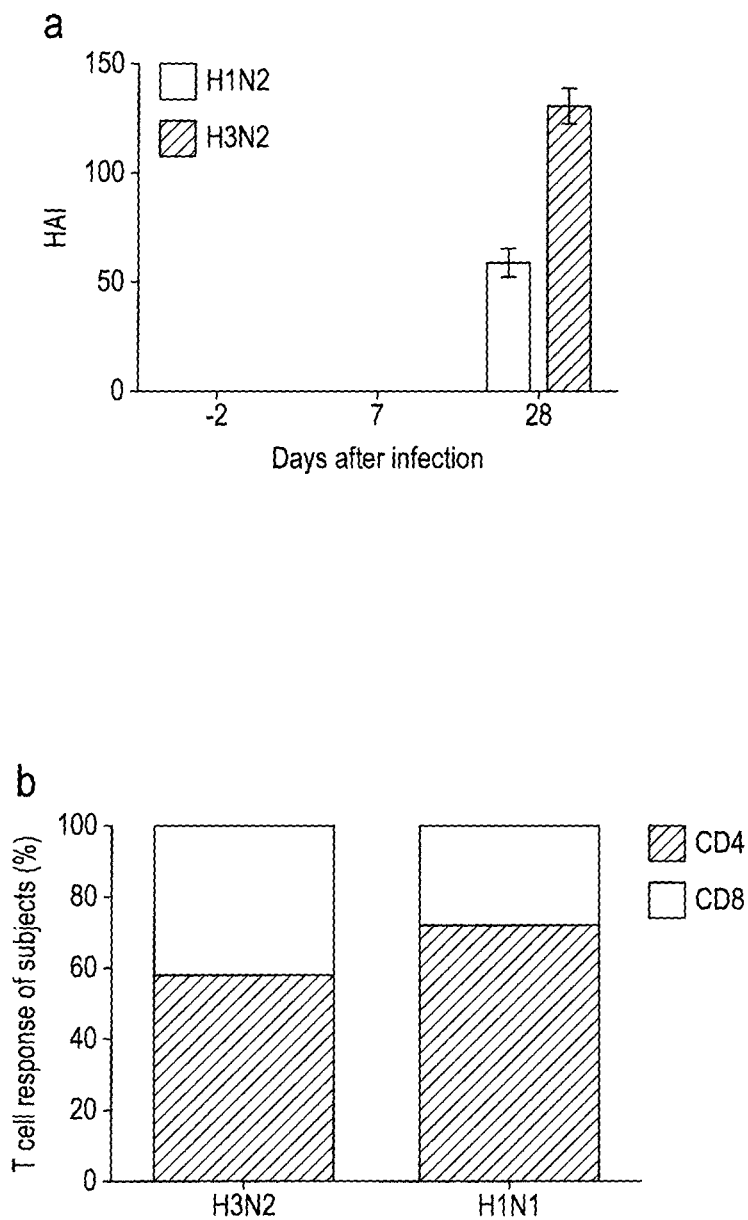 a
150
100
50
0
HAI
H1N2
H3N2
-2 7 28
Days after infection
b
100
80
60
40
20
0
T cell response of subjects (%)
CD4
CD8
H3N2 H1N1